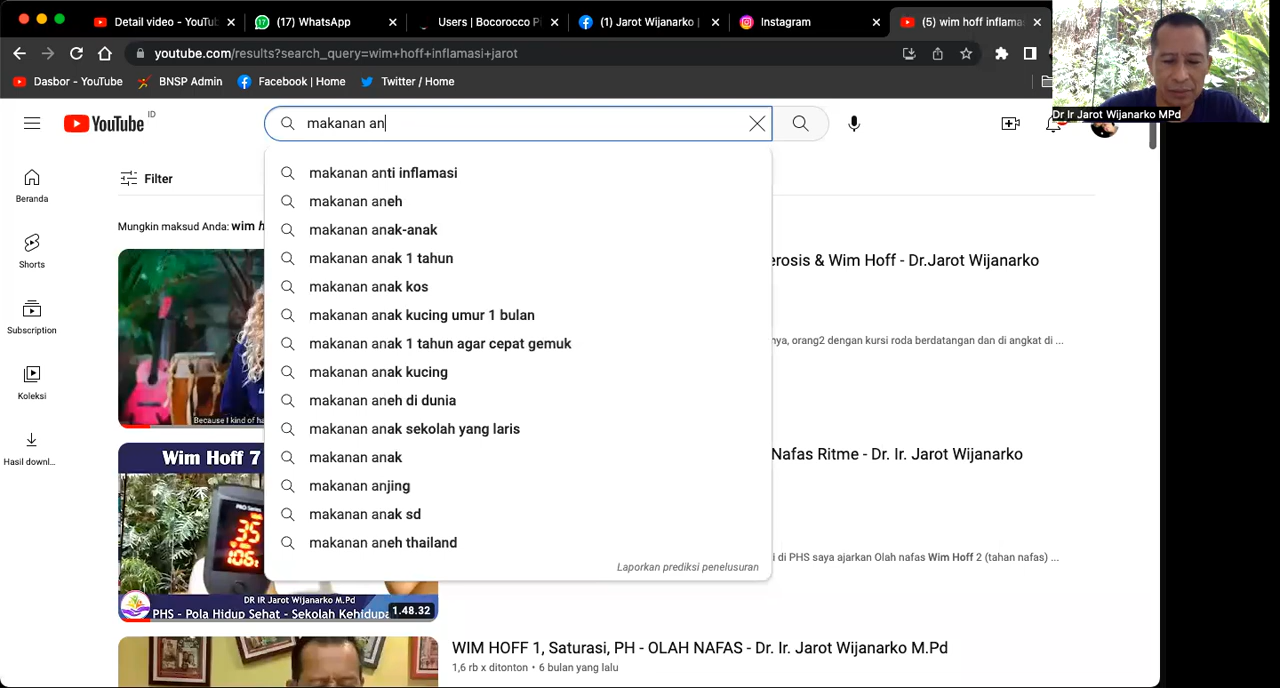 Detail video - YouTub
(17) WhatsApp
Users | Bocorocco P
(1) Jarot Wijanarko |
Instagram
(5) wim hoff inflamas
youtube.com/results?search_query=wim+hoff+inflamasi+jarot
Dasbor - YouTube
BNSP Admin
Facebook | Home
Twitter / Home
Dr Ir Jarot Wijanarko MPd
YouTube ID
makanan an
Beranda
Shorts
Subscription
Koleksi
Hasil downl...
Filter
Mungkin maksud Anda: wim h
makanan anti inflamasi
makanan aneh
makanan anak-anak
makanan anak 1 tahun
makanan anak kos
makanan anak kucing umur 1 bulan
makanan anak 1 tahun agar cepat gemuk
makanan anak kucing
makanan aneh di dunia
makanan anak sekolah yang laris
makanan anak
makanan anjing
makanan anak sd
makanan aneh thailand
Laporkan prediksi penelusuran
erosis & Wim Hoff - Dr.Jarot Wijanarko
nya, orang2 dengan kursi roda berdatangan dan di angkat di ...
Because I kind of ha
Wim Hoff 7
35
106
DR IR Jarot Wijanarko M.Pd
PHS - Pola Hidup Sehat - Sekolah Kehidupa
1.48.32
Nafas Ritme - Dr. Ir. Jarot Wijanarko
i di PHS saya ajarkan Olah nafas Wim Hoff 2 (tahan nafas) ...
WIM HOFF 1, Saturasi, PH - OLAH NAFAS - Dr. Ir. Jarot Wijanarko M.Pd
1,6 rb x ditonton • 6 bulan yang lalu